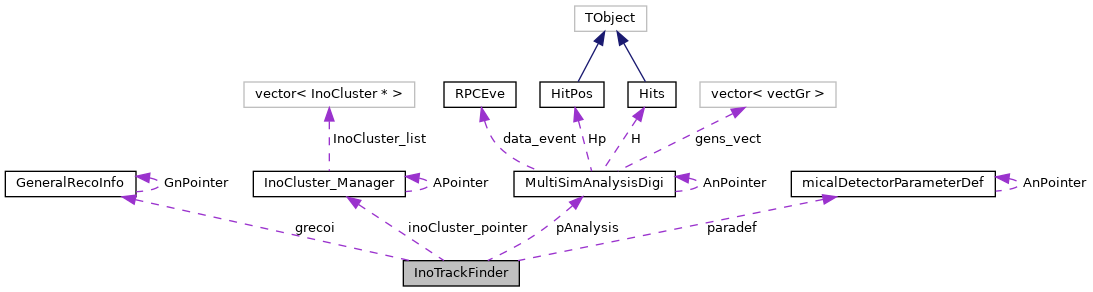 TObject
vector< InoCluster * >
RPCEve
HitPos
Hits
vector< vectGr >
InoCluster_list
data_event
Hp
H
gens_vect
GeneralRecoInfo
GnPointer
InoCluster_Manager
APointer
MultiSimAnalysisDigi
AnPointer
micalDetectorParameterDef
AnPointer
grecoi
inoCluster_pointer
pAnalysis
paradef
InoTrackFinder